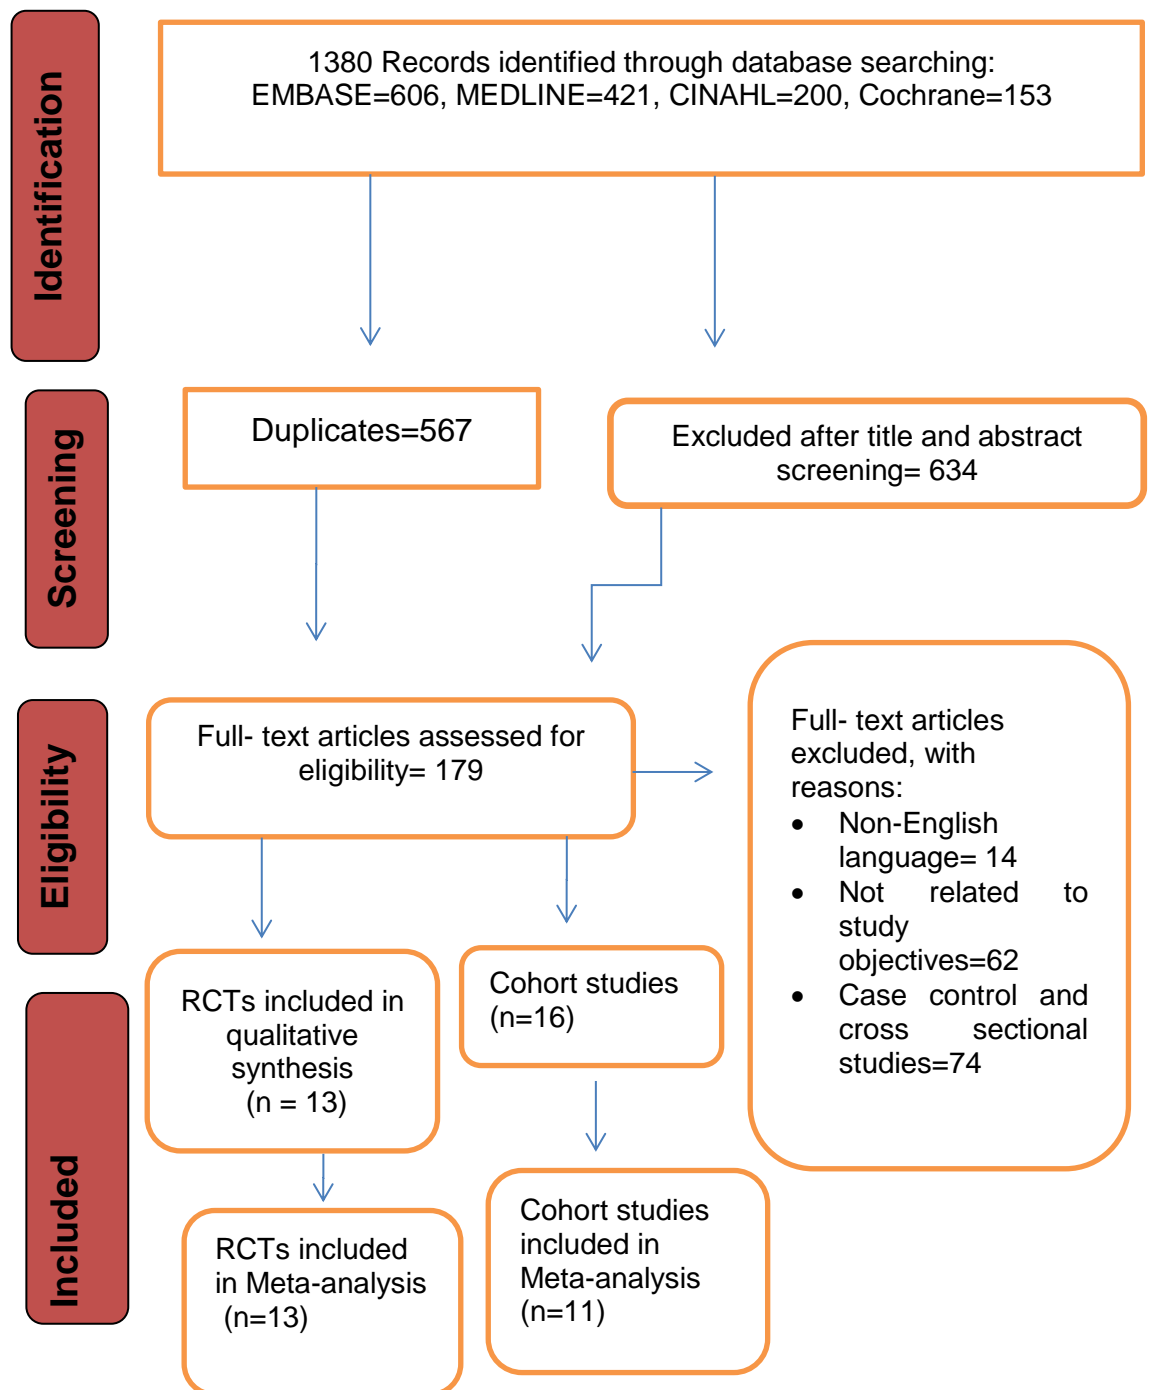 Identification
1380 Records identified through database searching:
EMBASE=606, MEDLINE=421, CINAHL=200, Cochrane=153
Screening
Duplicates=567
Excluded after title and abstract
screening= 634
Eligibility
Full- text articles assessed for
eligibility= 179
Full- text articles
excluded, with
reasons:
• Non-English
language= 14
• Not related to
study
objectives=62
• Case control and
cross sectional
studies=74
RCTs included in
qualitative
synthesis
(n = 13)
Cohort studies
(n=16)
Included
RCTs included
in Meta-analysis
(n=13)
Cohort studies
included in
Meta-analysis
(n=11)